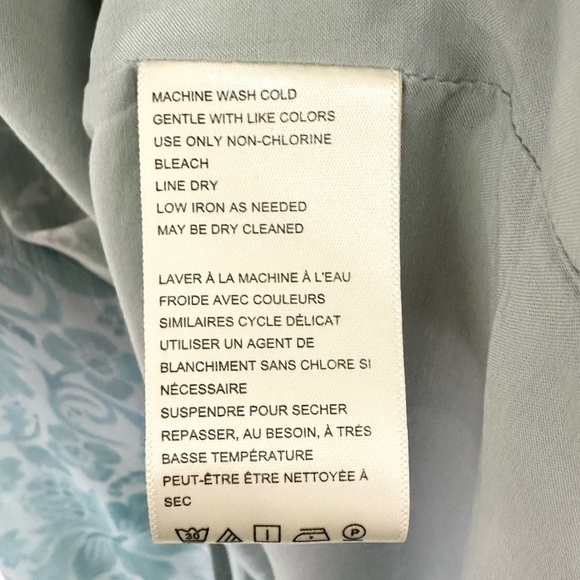 MACHINE WASH COLD
GENTLE WITH LIKE COLORS
USE ONLY NON-CHLORINE
BLEACH
LINE DRY
LOW IRON AS NEEDED
MAY BE DRY CLEANED
LAVER À LA MACHINE À L'EAU
FROIDE AVEC COULEURS
SIMILAIRES CYCLE DÉLICAT
UTILISER UN AGENT DE
BLANCHIMENT SANS CHLORE SI
NÉCESSAIRE
SUSPENDRE POUR SECHER
REPASSER, AU BESOIN, À TRÉS
BASSE TEMPÉRATURE
PEUT-ÊTRE ÊTRE NETTOYÉE À
SEC
30 P